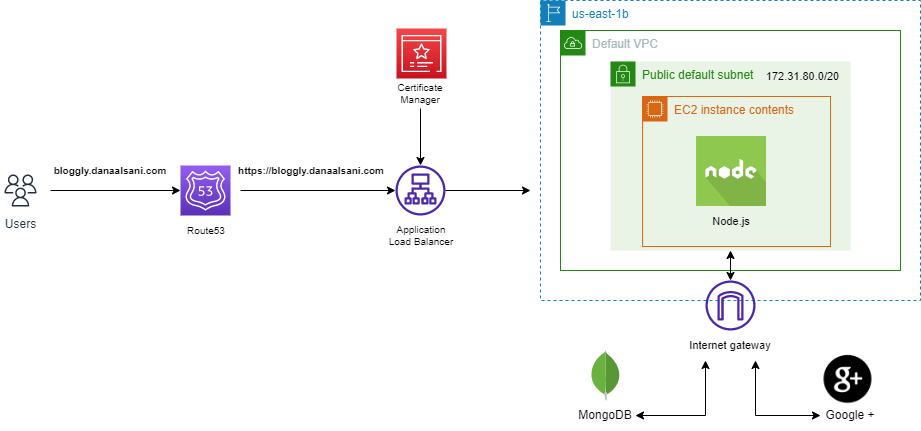 us-east-1b
Default VPC
Public default subnet
172.31.80.0/20
EC2 instance contents
node
Node.js
Certificate
Manager
bloggly.danaalsani.com
https://bloggly.danaalsani.com
53
Users
Route53
Application
Load Balancer
Internet gateway
g+
MongoDB
Google +